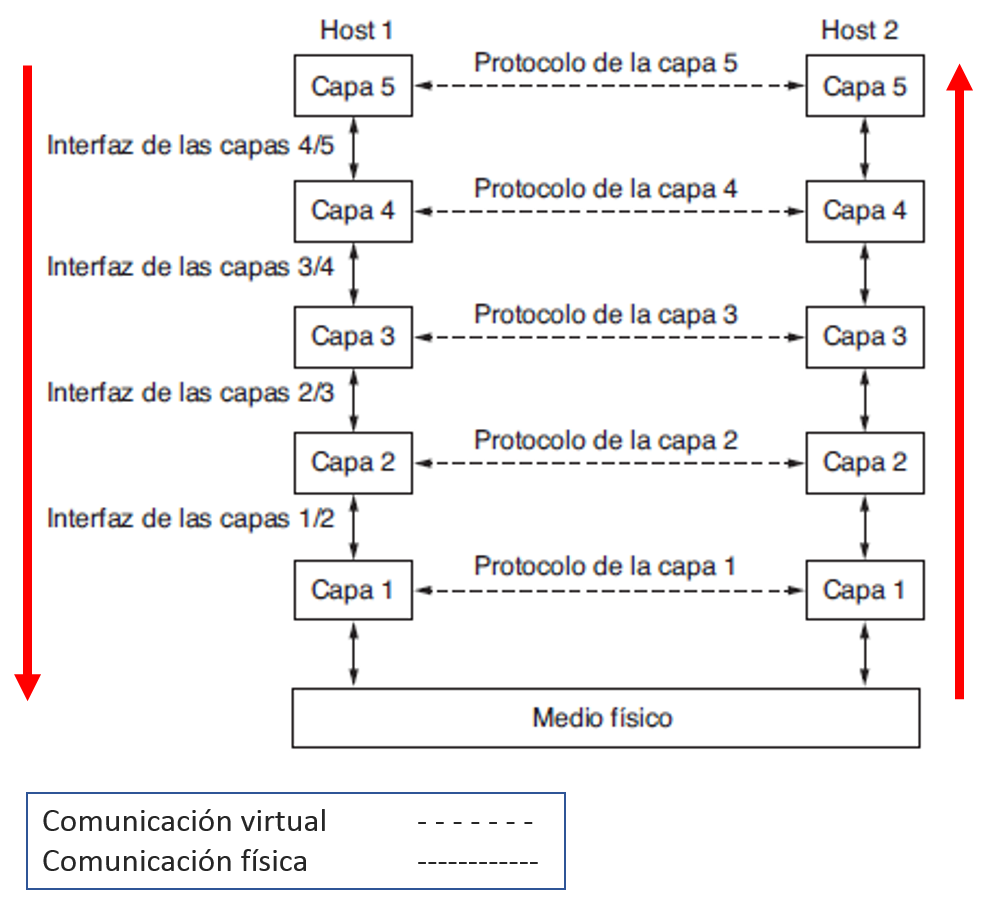 Host 1
Host 2
Capa 5
Protocolo de la capa 5
Capa 5
Interfaz de las capas 4/5
Capa 4
Protocolo de la capa 4
Capa 4
Interfaz de las capas 3/4
Capa 3
Protocolo de la capa 3
Capa 3
Interfaz de las capas 2/3
Capa 2
Protocolo de la capa 2
Capa 2
Interfaz de las capas 1/2
Capa 1
Protocolo de la capa 1
Capa 1
Medio físico
Comunicación virtual - - - - - - -
Comunicación física ------------